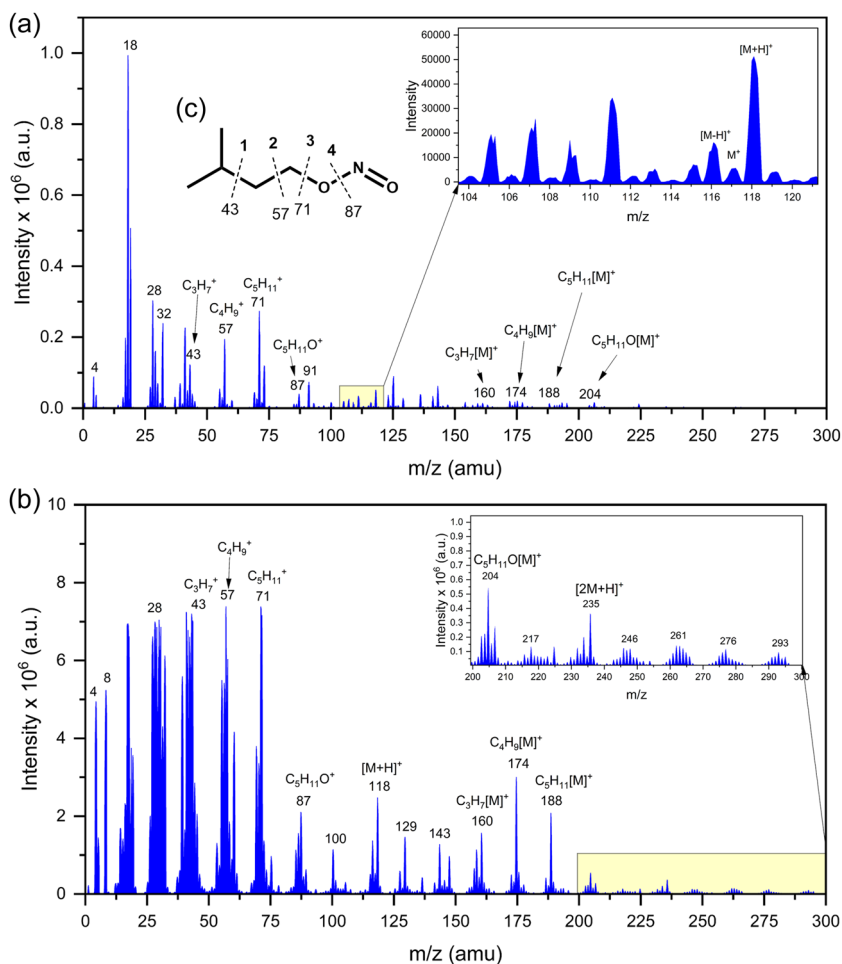 (a)
Intensity x 10⁶ (a.u.)
1.0
0.8
0.6
0.4
0.2
0.0
18
4
28
32
C₃H₇⁺
43
C₄H₉⁺
57
C₅H₁₁⁺
71
C₅H₁₁O⁺
87
91
C₃H₇[M]⁺
160
C₄H₉[M]⁺
174
C₅H₁₁[M]⁺
188
C₅H₁₁O[M]⁺
204
0 25 50 75 100 125 150 175 200 225 250 275 300
m/z (amu)
(c)
1 2 3 4
O N O
43 57 71 87
Intensity
60000
50000
40000
30000
20000
10000
0
[M-H]⁺
M⁺
[M+H]⁺
104 106 108 110 112 114 116 118 120
m/z
(b)
Intensity x 10⁶ (a.u.)
10
8
6
4
2
0
4
8
28
C₃H₇⁺
43
C₄H₉⁺
57
C₅H₁₁⁺
71
C₅H₁₁O⁺
87
100
[M+H]⁺
118
129
143
C₃H₇[M]⁺
160
C₄H₉[M]⁺
174
C₅H₁₁[M]⁺
188
0 25 50 75 100 125 150 175 200 225 250 275 300
m/z (amu)
Intensity x 10⁶ (a.u.)
1.0
0.9
0.8
0.7
0.6
0.5
0.4
0.3
0.2
0.1
C₅H₁₁O[M]⁺
204
217
[2M+H]⁺
235
246
261
276
293
200 210 220 230 240 250 260 270 280 290 300
m/z